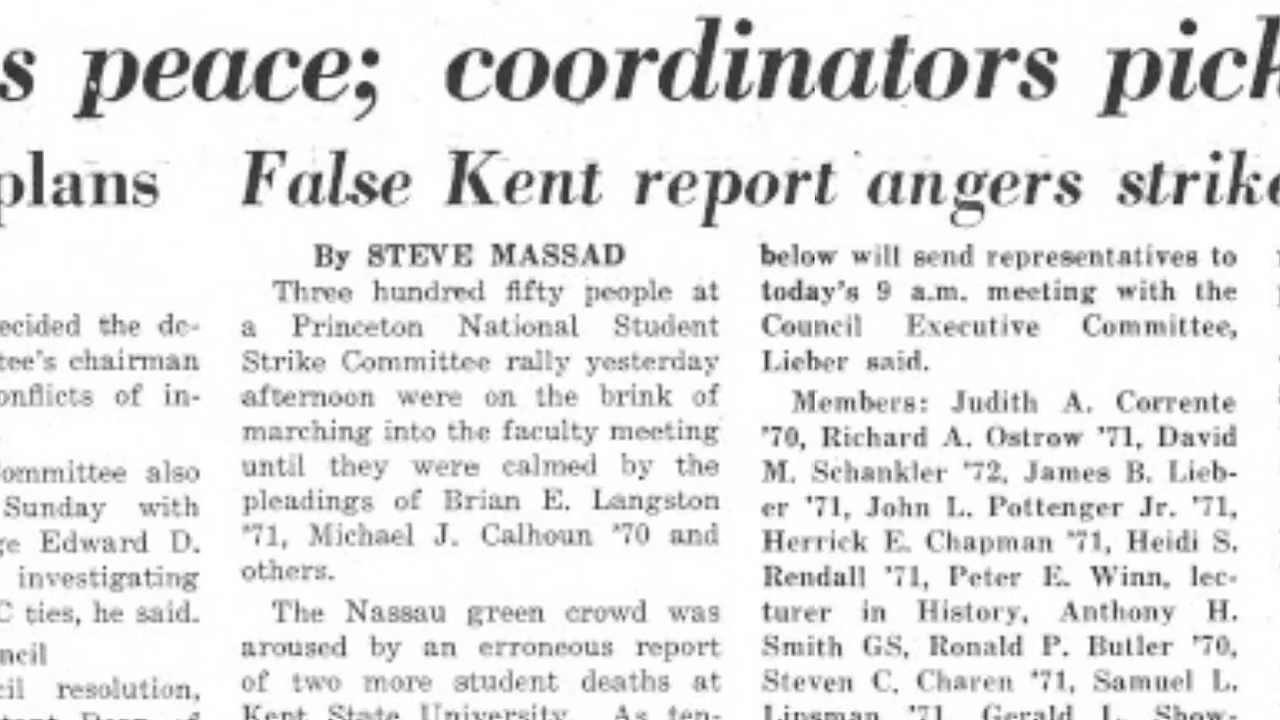 s peace; coordinators pick
plans
False Kent report angers strike
ecided the de-
tee's chairman
onflicts of in-
ommittee also
Sunday with
ge Edward D.
investigating
C ties, he said.
ncil
cil resolution,
By STEVE MASSAD
Three hundred fifty people at
a Princeton National Student
Strike Committee rally yesterday
afternoon were on the brink of
marching into the faculty meeting
until they were calmed by the
pleadings of Brian E. Langston
'71, Michael J. Calhoun '70 and
others.
The Nassau green crowd was
aroused by an erroneous report
of two more student deaths at
Kent State University. As ten-
below will send representatives to
today's 9 a.m. meeting with the
Council Executive Committee,
Lieber said.
Members: Judith A. Corrente
'70, Richard A. Ostrow '71, David
M. Schankler '72, James B. Lieb-
er '71, John L. Pottenger Jr. '71,
Herrick E. Chapman '71, Heidi S.
Rendall '71, Peter E. Winn, lec-
turer in History, Anthony H.
Smith GS, Ronald P. Butler '70,
Steven C. Charen '71, Samuel L.
Lipsman '71, Gerald L. Show-